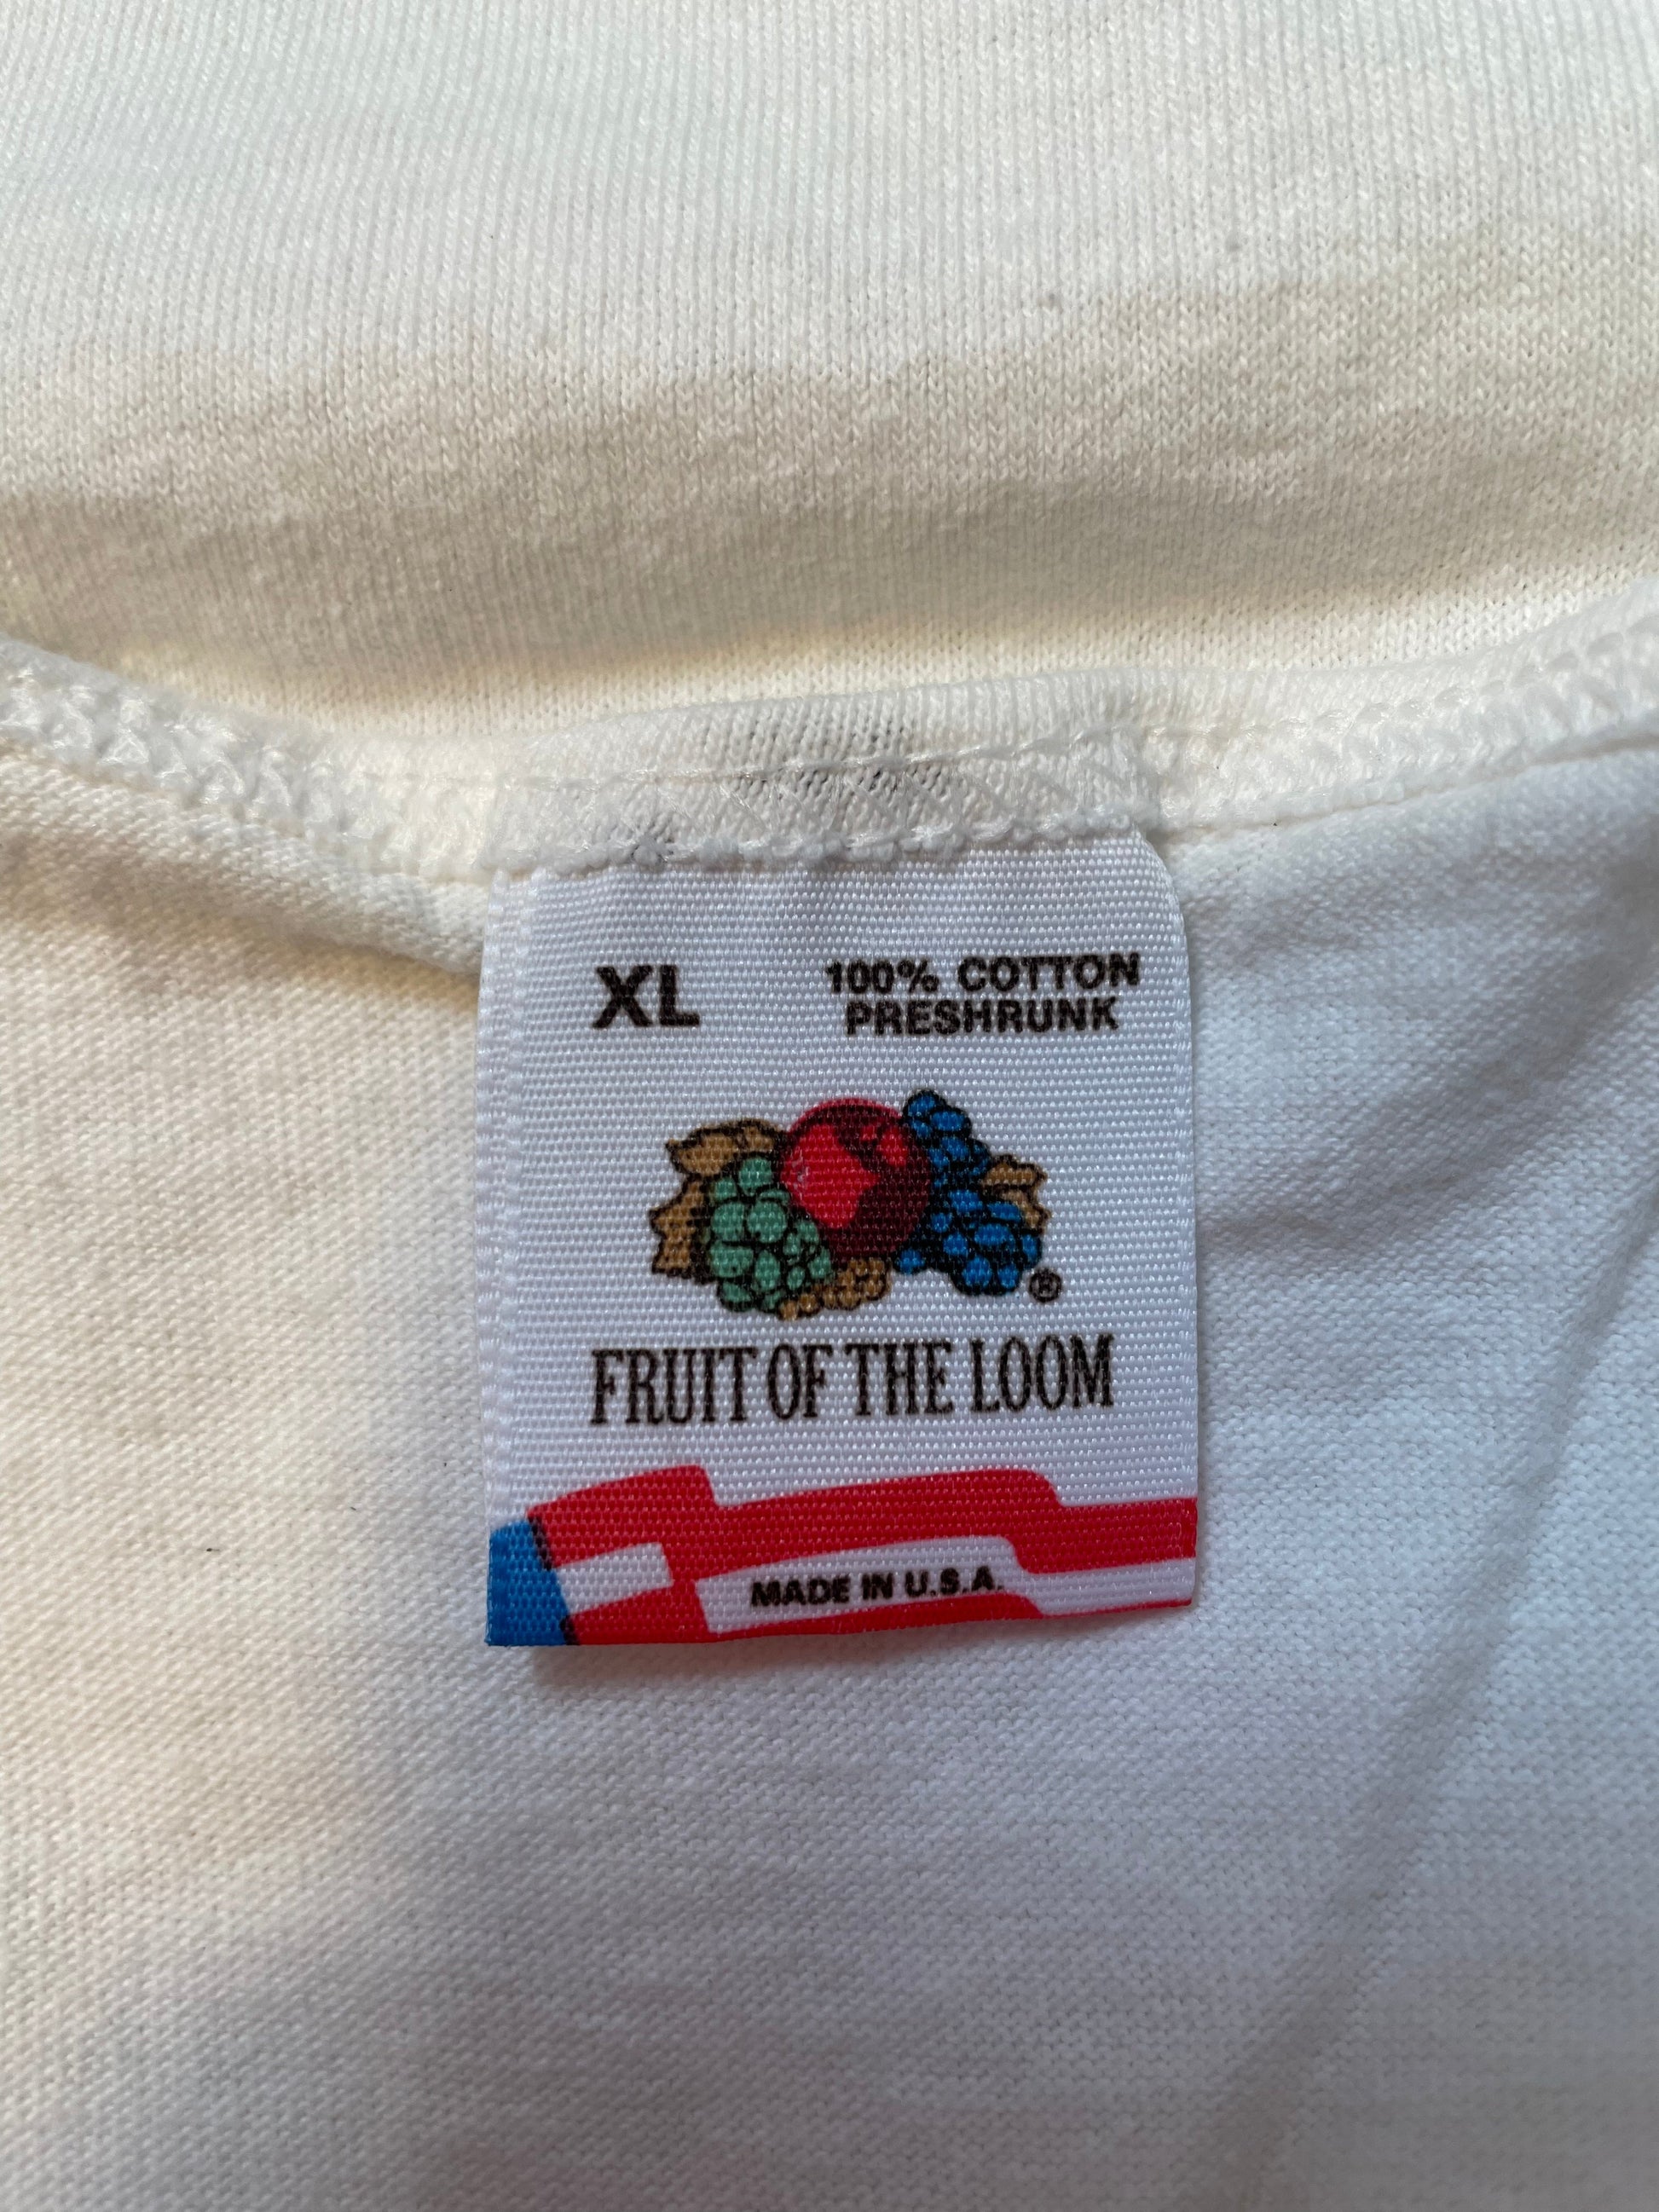 XL
100% COTTON
PRESHRUNK
®
FRUIT OF THE LOOM
MADE IN U.S.A.